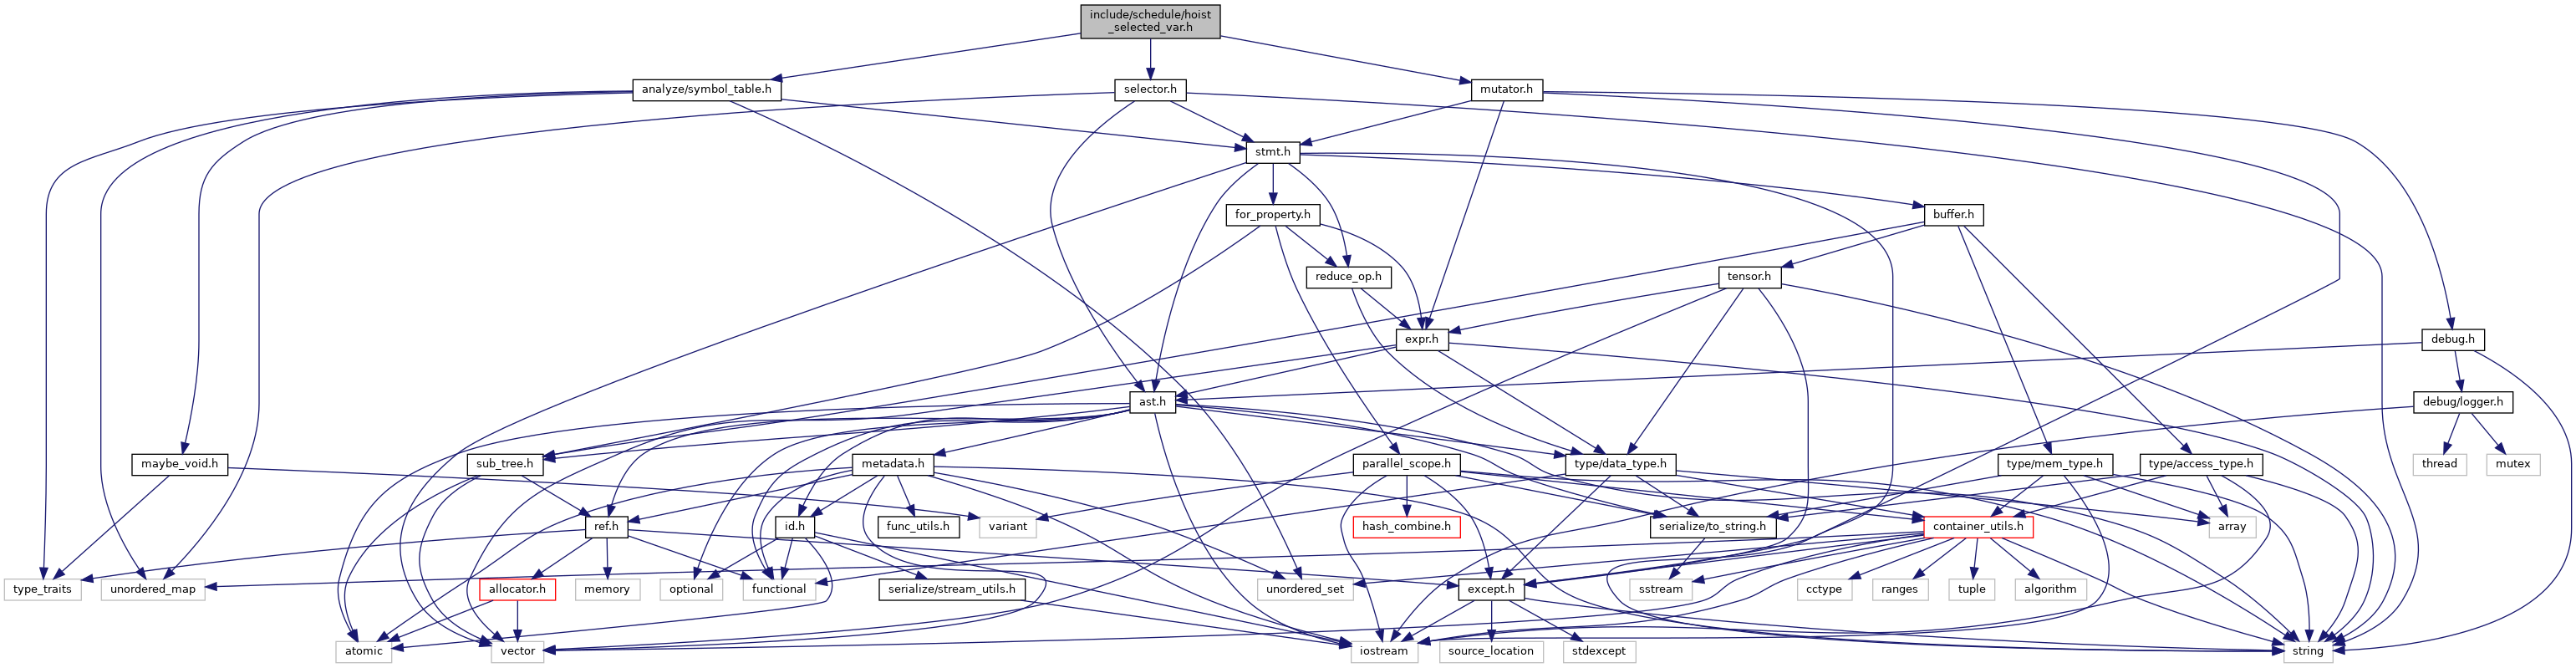 include/schedule/hoist
_selected_var.h
analyze/symbol_table.h
selector.h
mutator.h
stmt.h
for_property.h
buffer.h
reduce_op.h
tensor.h
expr.h
debug.h
ast.h
debug/logger.h
maybe_void.h
sub_tree.h
metadata.h
parallel_scope.h
type/data_type.h
type/mem_type.h
type/access_type.h
thread
mutex
ref.h
id.h
func_utils.h
variant
hash_combine.h
serialize/to_string.h
container_utils.h
array
type_traits
unordered_map
allocator.h
memory
optional
functional
serialize/stream_utils.h
unordered_set
except.h
sstream
cctype
ranges
tuple
algorithm
atomic
vector
iostream
source_location
stdexcept
string